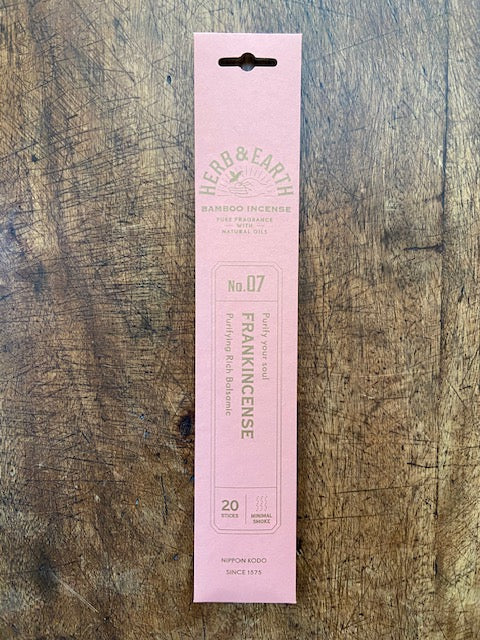 HERB & EARTH
BAMBOO INCENSE
PURE FRAGRANCE
WITH
NATURAL OILS
No.07
Purify your soul
FRANKINCENSE
Purifying Rich Balsamic
20
STICKS
MINIMAL
SMOKE
NIPPON KODO
SINCE 1575